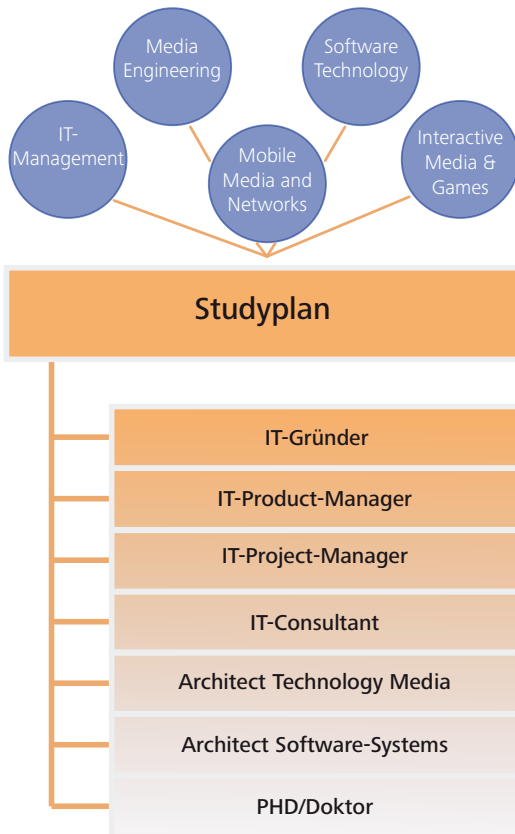 Media
Engineering
Software
Technology
IT-
Management
Mobile
Media and
Networks
Interactive
Media &
Games
Studyplan
IT-Gründer
IT-Product-Manager
IT-Project-Manager
IT-Consultant
Architect Technology Media
Architect Software-Systems
PHD/Doktor